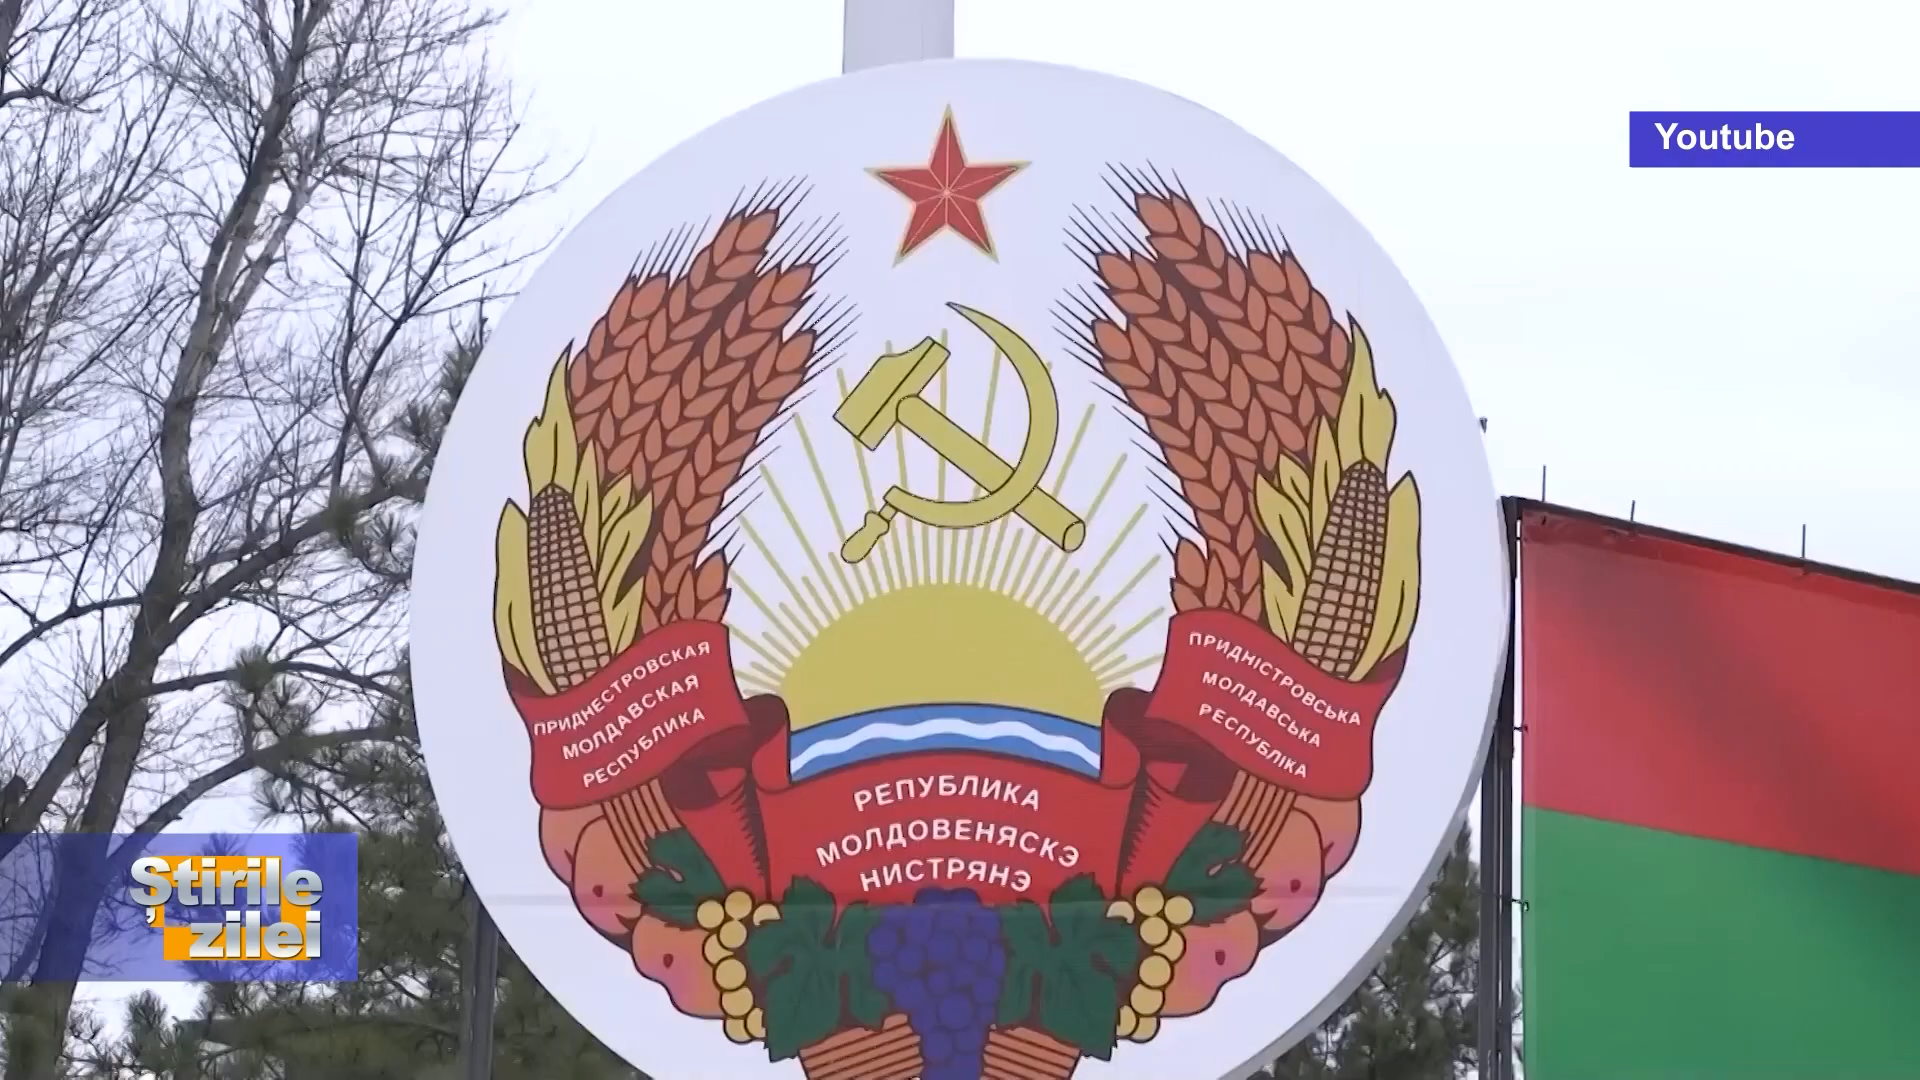 Youtube
ПРИДНЕСТРОВСКАЯ
МОЛДАВСКАЯ
РЕСПУБЛИКА
ПРИДНІСТРОВСЬКА
МОЛДАВСЬКА
РЕСПУБЛІКА
РЕПУБЛИКА
МОЛДОВЕНЯСКЭ
НИСТРЯНЭ
Știrile
zilei